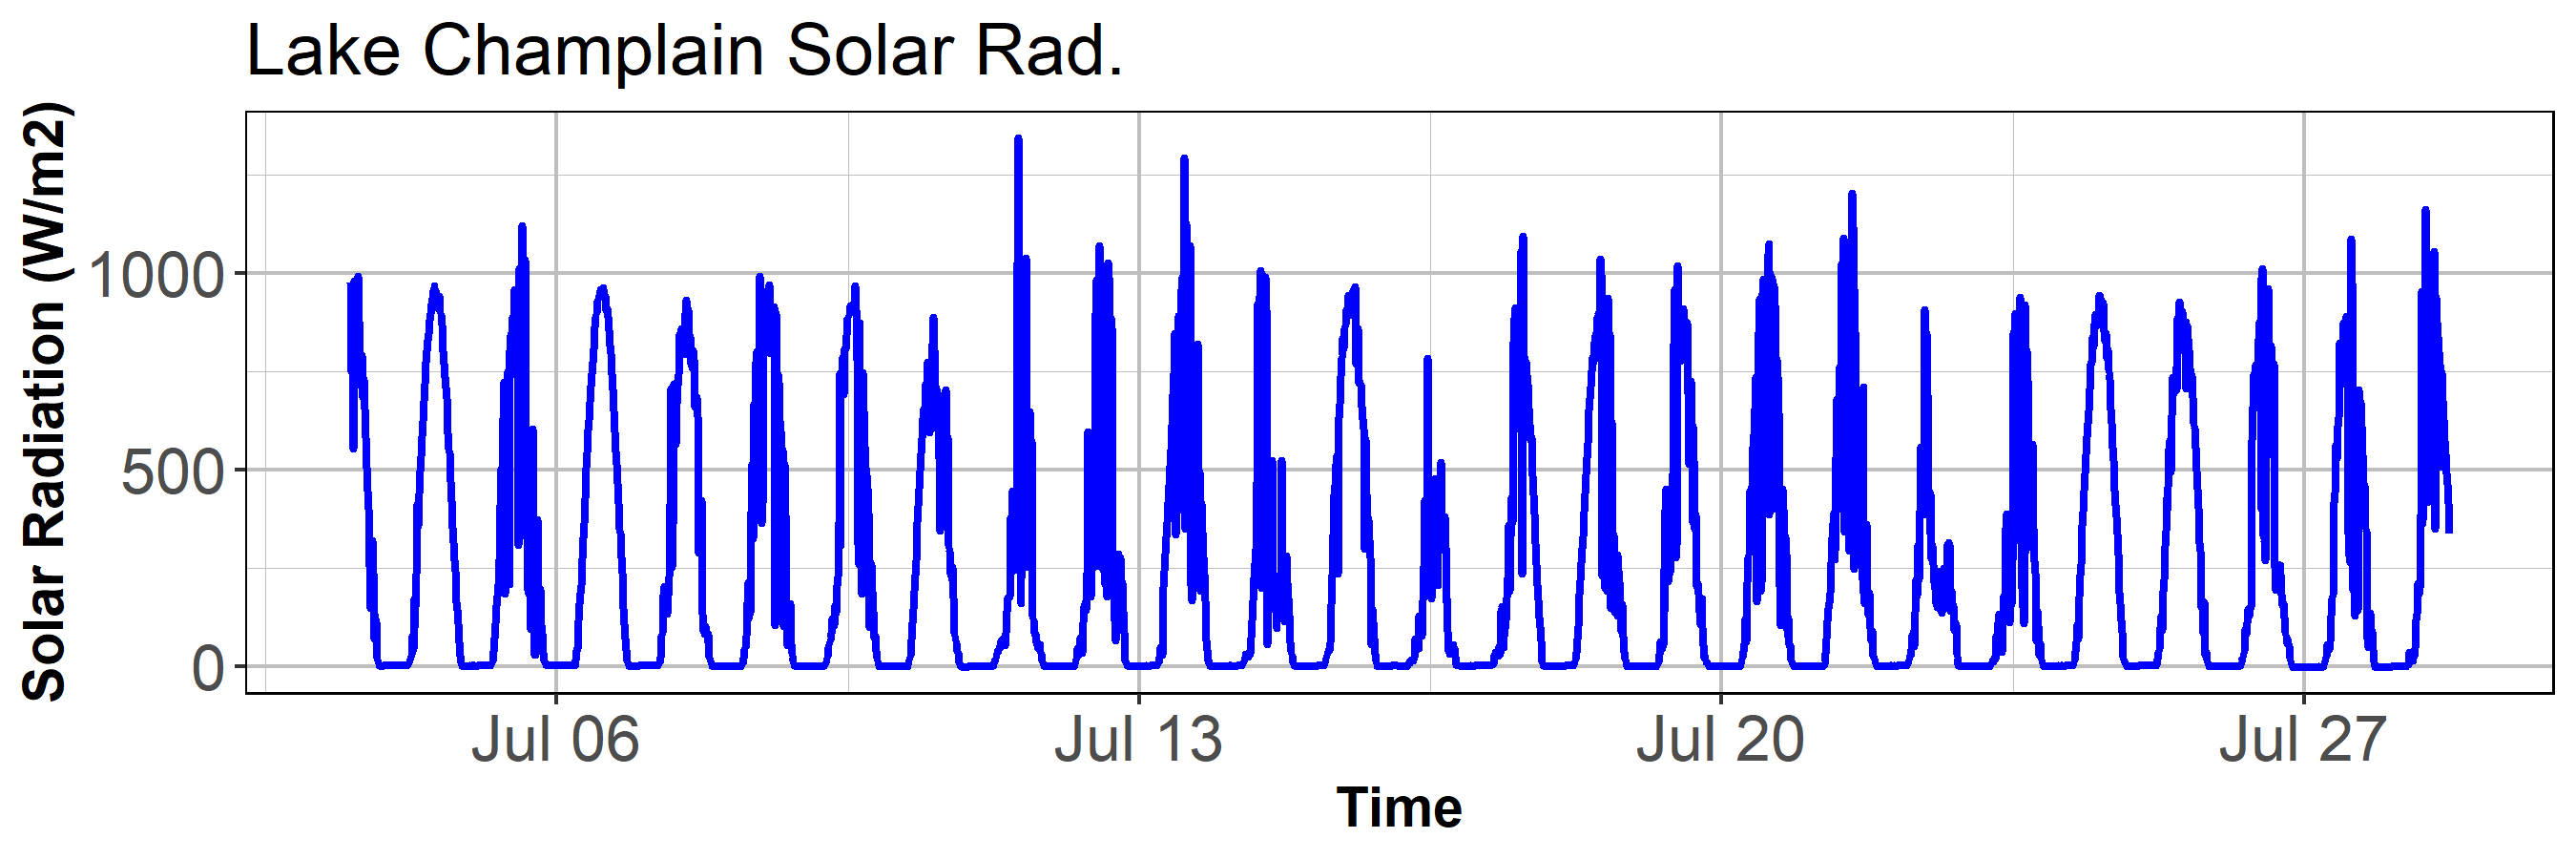 Lake Champlain Solar Rad.
Solar Radiation (W/m2)
1000
500
0
Jul 06
Jul 13
Jul 20
Jul 27
Time